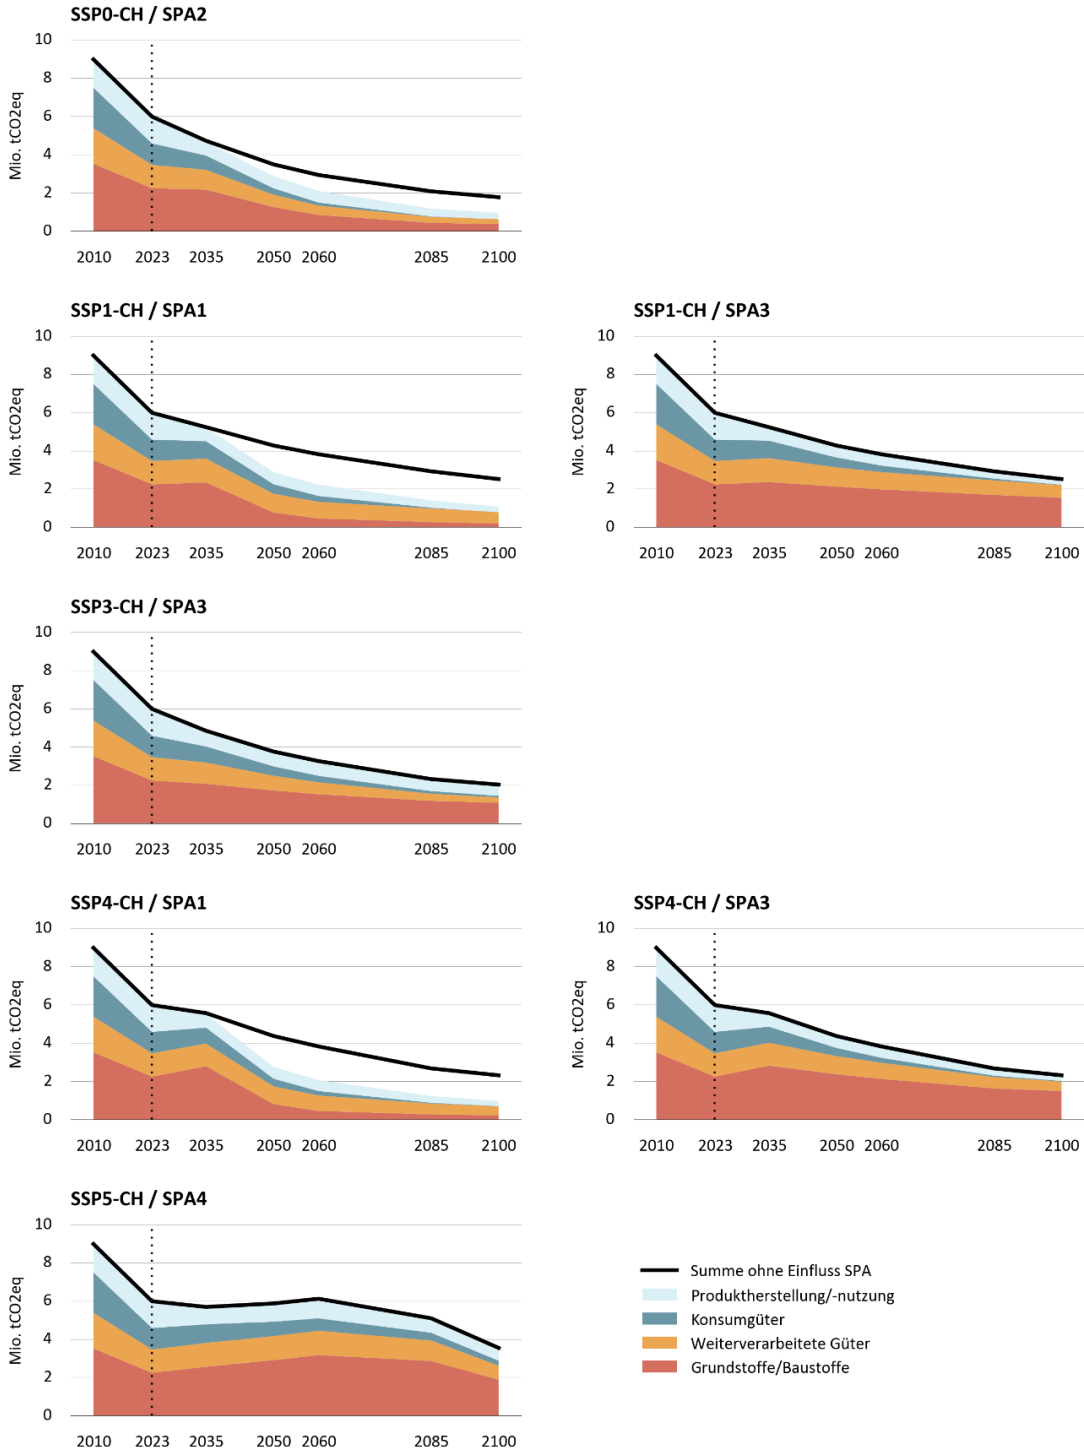 SSP0-CH / SPA2
Mio. tCO2eq
10
8
6
4
2
0
2010 2023 2035 2050 2060 2085 2100
SSP1-CH / SPA1
Mio. tCO2eq
10
8
6
4
2
0
2010 2023 2035 2050 2060 2085 2100
SSP1-CH / SPA3
Mio. tCO2eq
10
8
6
4
2
0
2010 2023 2035 2050 2060 2085 2100
SSP3-CH / SPA3
Mio. tCO2eq
10
8
6
4
2
0
2010 2023 2035 2050 2060 2085 2100
SSP4-CH / SPA1
Mio. tCO2eq
10
8
6
4
2
0
2010 2023 2035 2050 2060 2085 2100
SSP4-CH / SPA3
Mio. tCO2eq
10
8
6
4
2
0
2010 2023 2035 2050 2060 2085 2100
SSP5-CH / SPA4
Mio. tCO2eq
10
8
6
4
2
0
2010 2023 2035 2050 2060 2085 2100
Summe ohne Einfluss SPA
Produktherstellung/-nutzung
Konsumgüter
Weiterverarbeitete Güter
Grundstoffe/Baustoffe